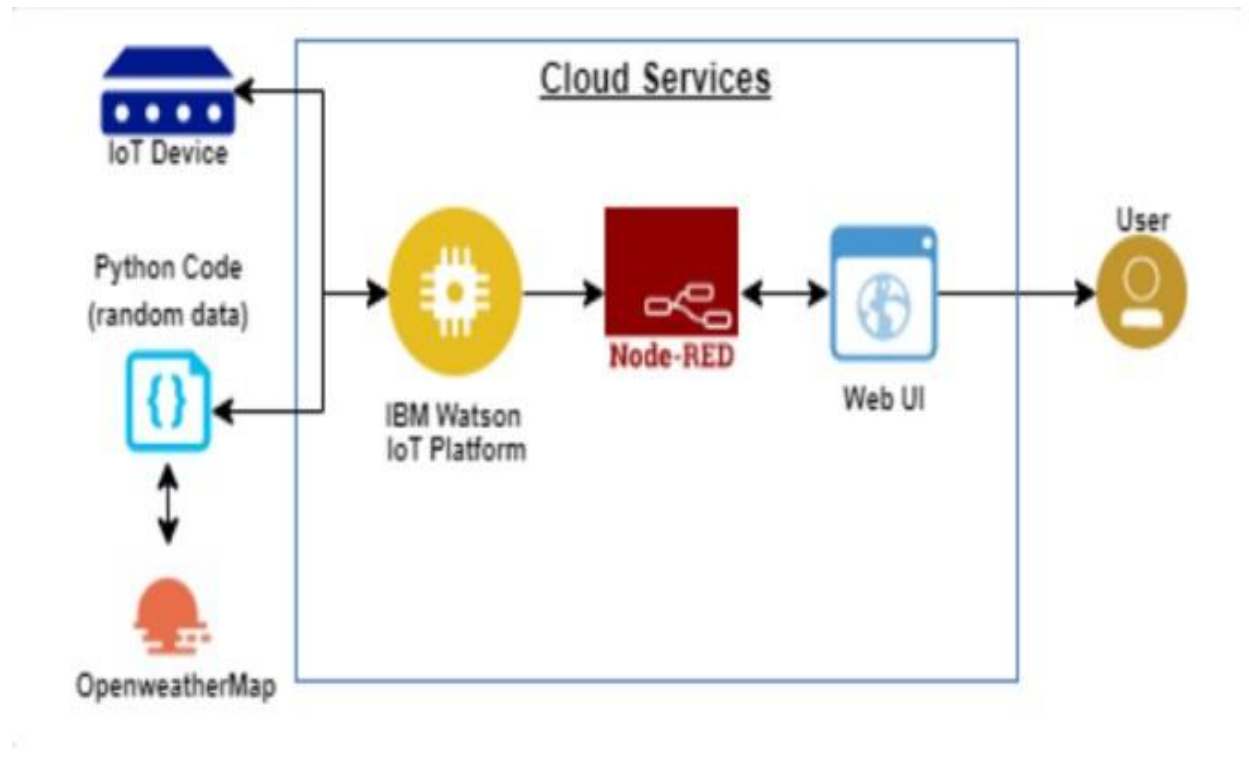 Cloud Services
IoT Device
Python Code
(random data)
OpenweatherMap
IBM Watson
IoT Platform
Node-RED
Web UI
User